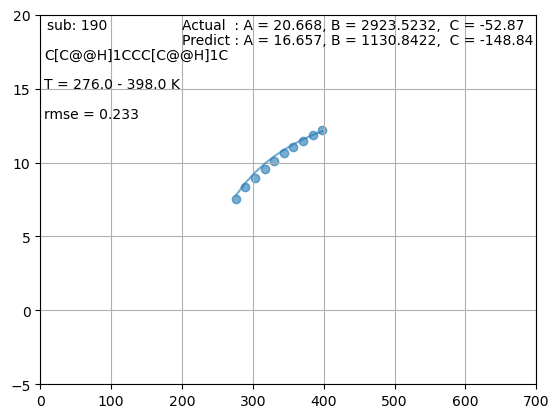 sub: 190
Actual  : A = 20.668, B = 2923.5232,  C = -52.87
Predict : A = 16.657, B = 1130.8422,  C = -148.84
C[C@@H]1CCC[C@@H]1C
T = 276.0 - 398.0 K
rmse = 0.233
20
15
10
5
0
−5
0 100 200 300 400 500 600 700